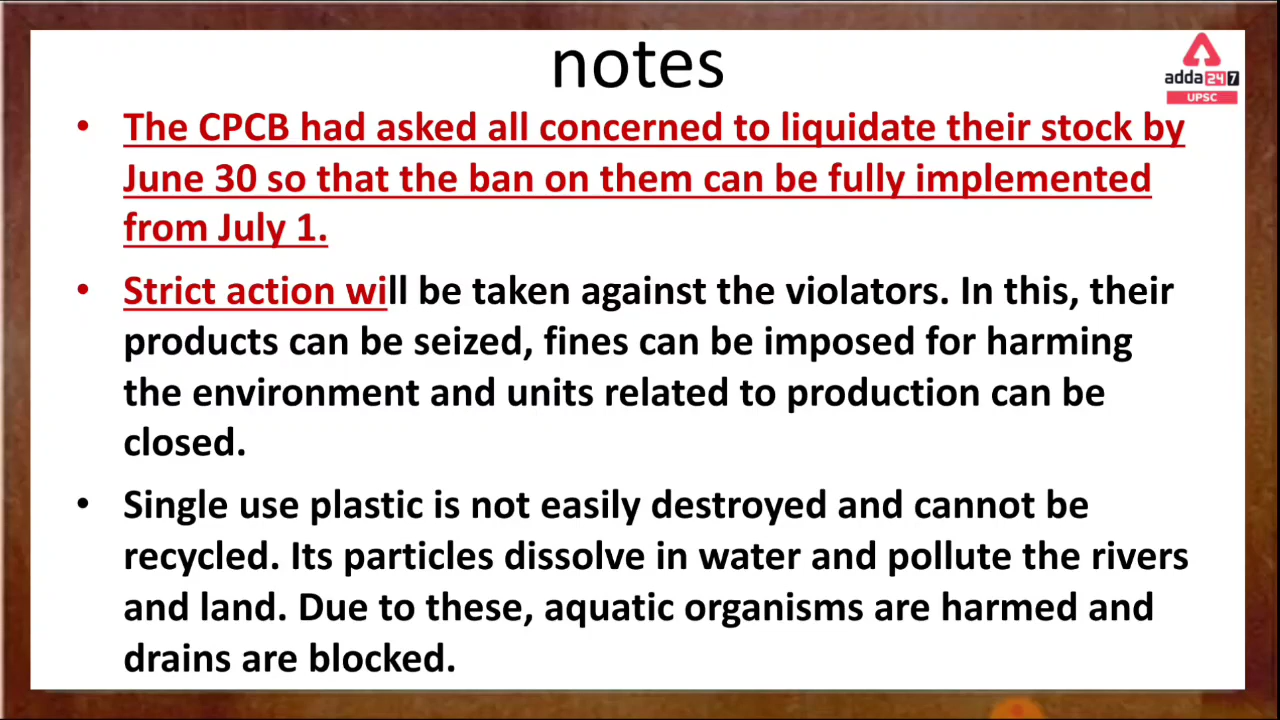 notes
adda247
UPSC
• The CPCB had asked all concerned to liquidate their stock by
June 30 so that the ban on them can be fully implemented
from July 1.
• Strict action will be taken against the violators. In this, their
products can be seized, fines can be imposed for harming
the environment and units related to production can be
closed.
• Single use plastic is not easily destroyed and cannot be
recycled. Its particles dissolve in water and pollute the rivers
and land. Due to these, aquatic organisms are harmed and
drains are blocked.